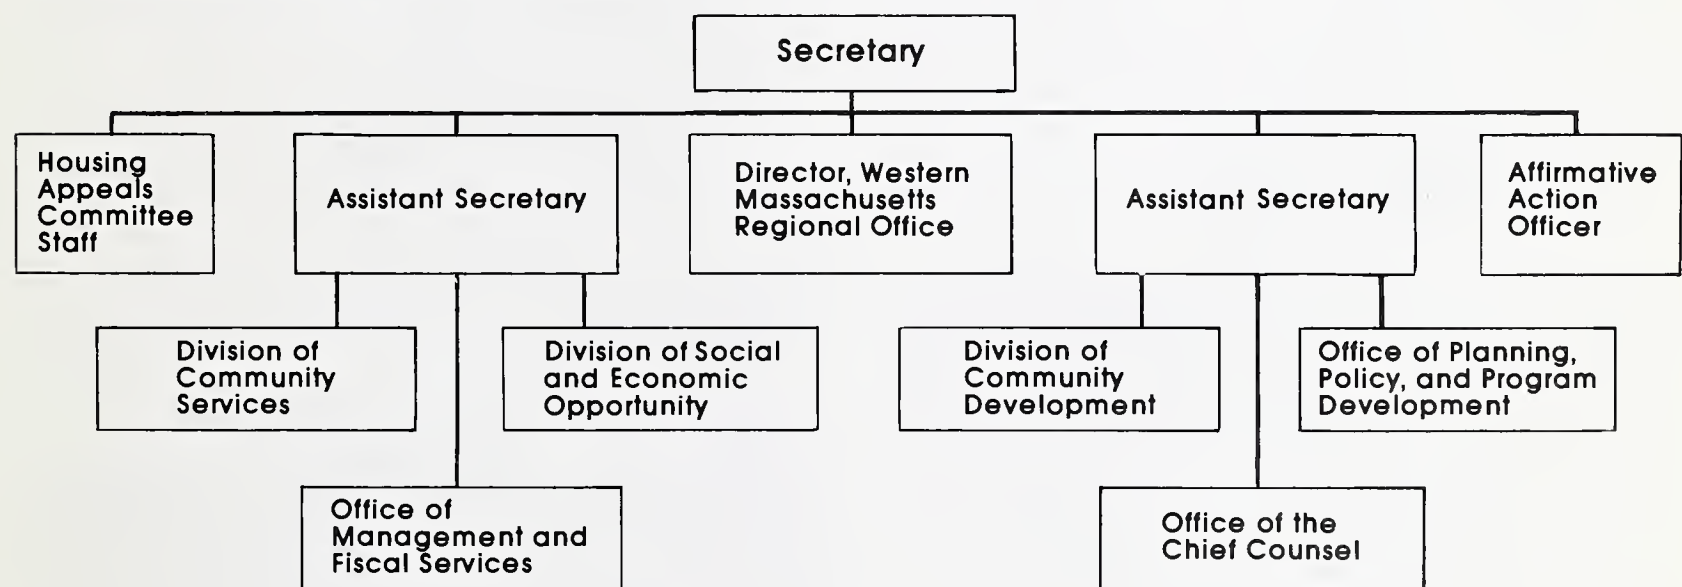 Secretary
Housing
Appeals
Committee
Staff
Assistant Secretary
Director, Western
Massachusetts
Regional Office
Assistant Secretary
Affirmative
Action
Officer
Division of
Community
Services
Division of Social
and Economic
Opportunity
Division of
Community
Development
Office of Planning,
Policy, and Program
Development
Office of
Management and
Fiscal Services
Office of the
Chief Counsel